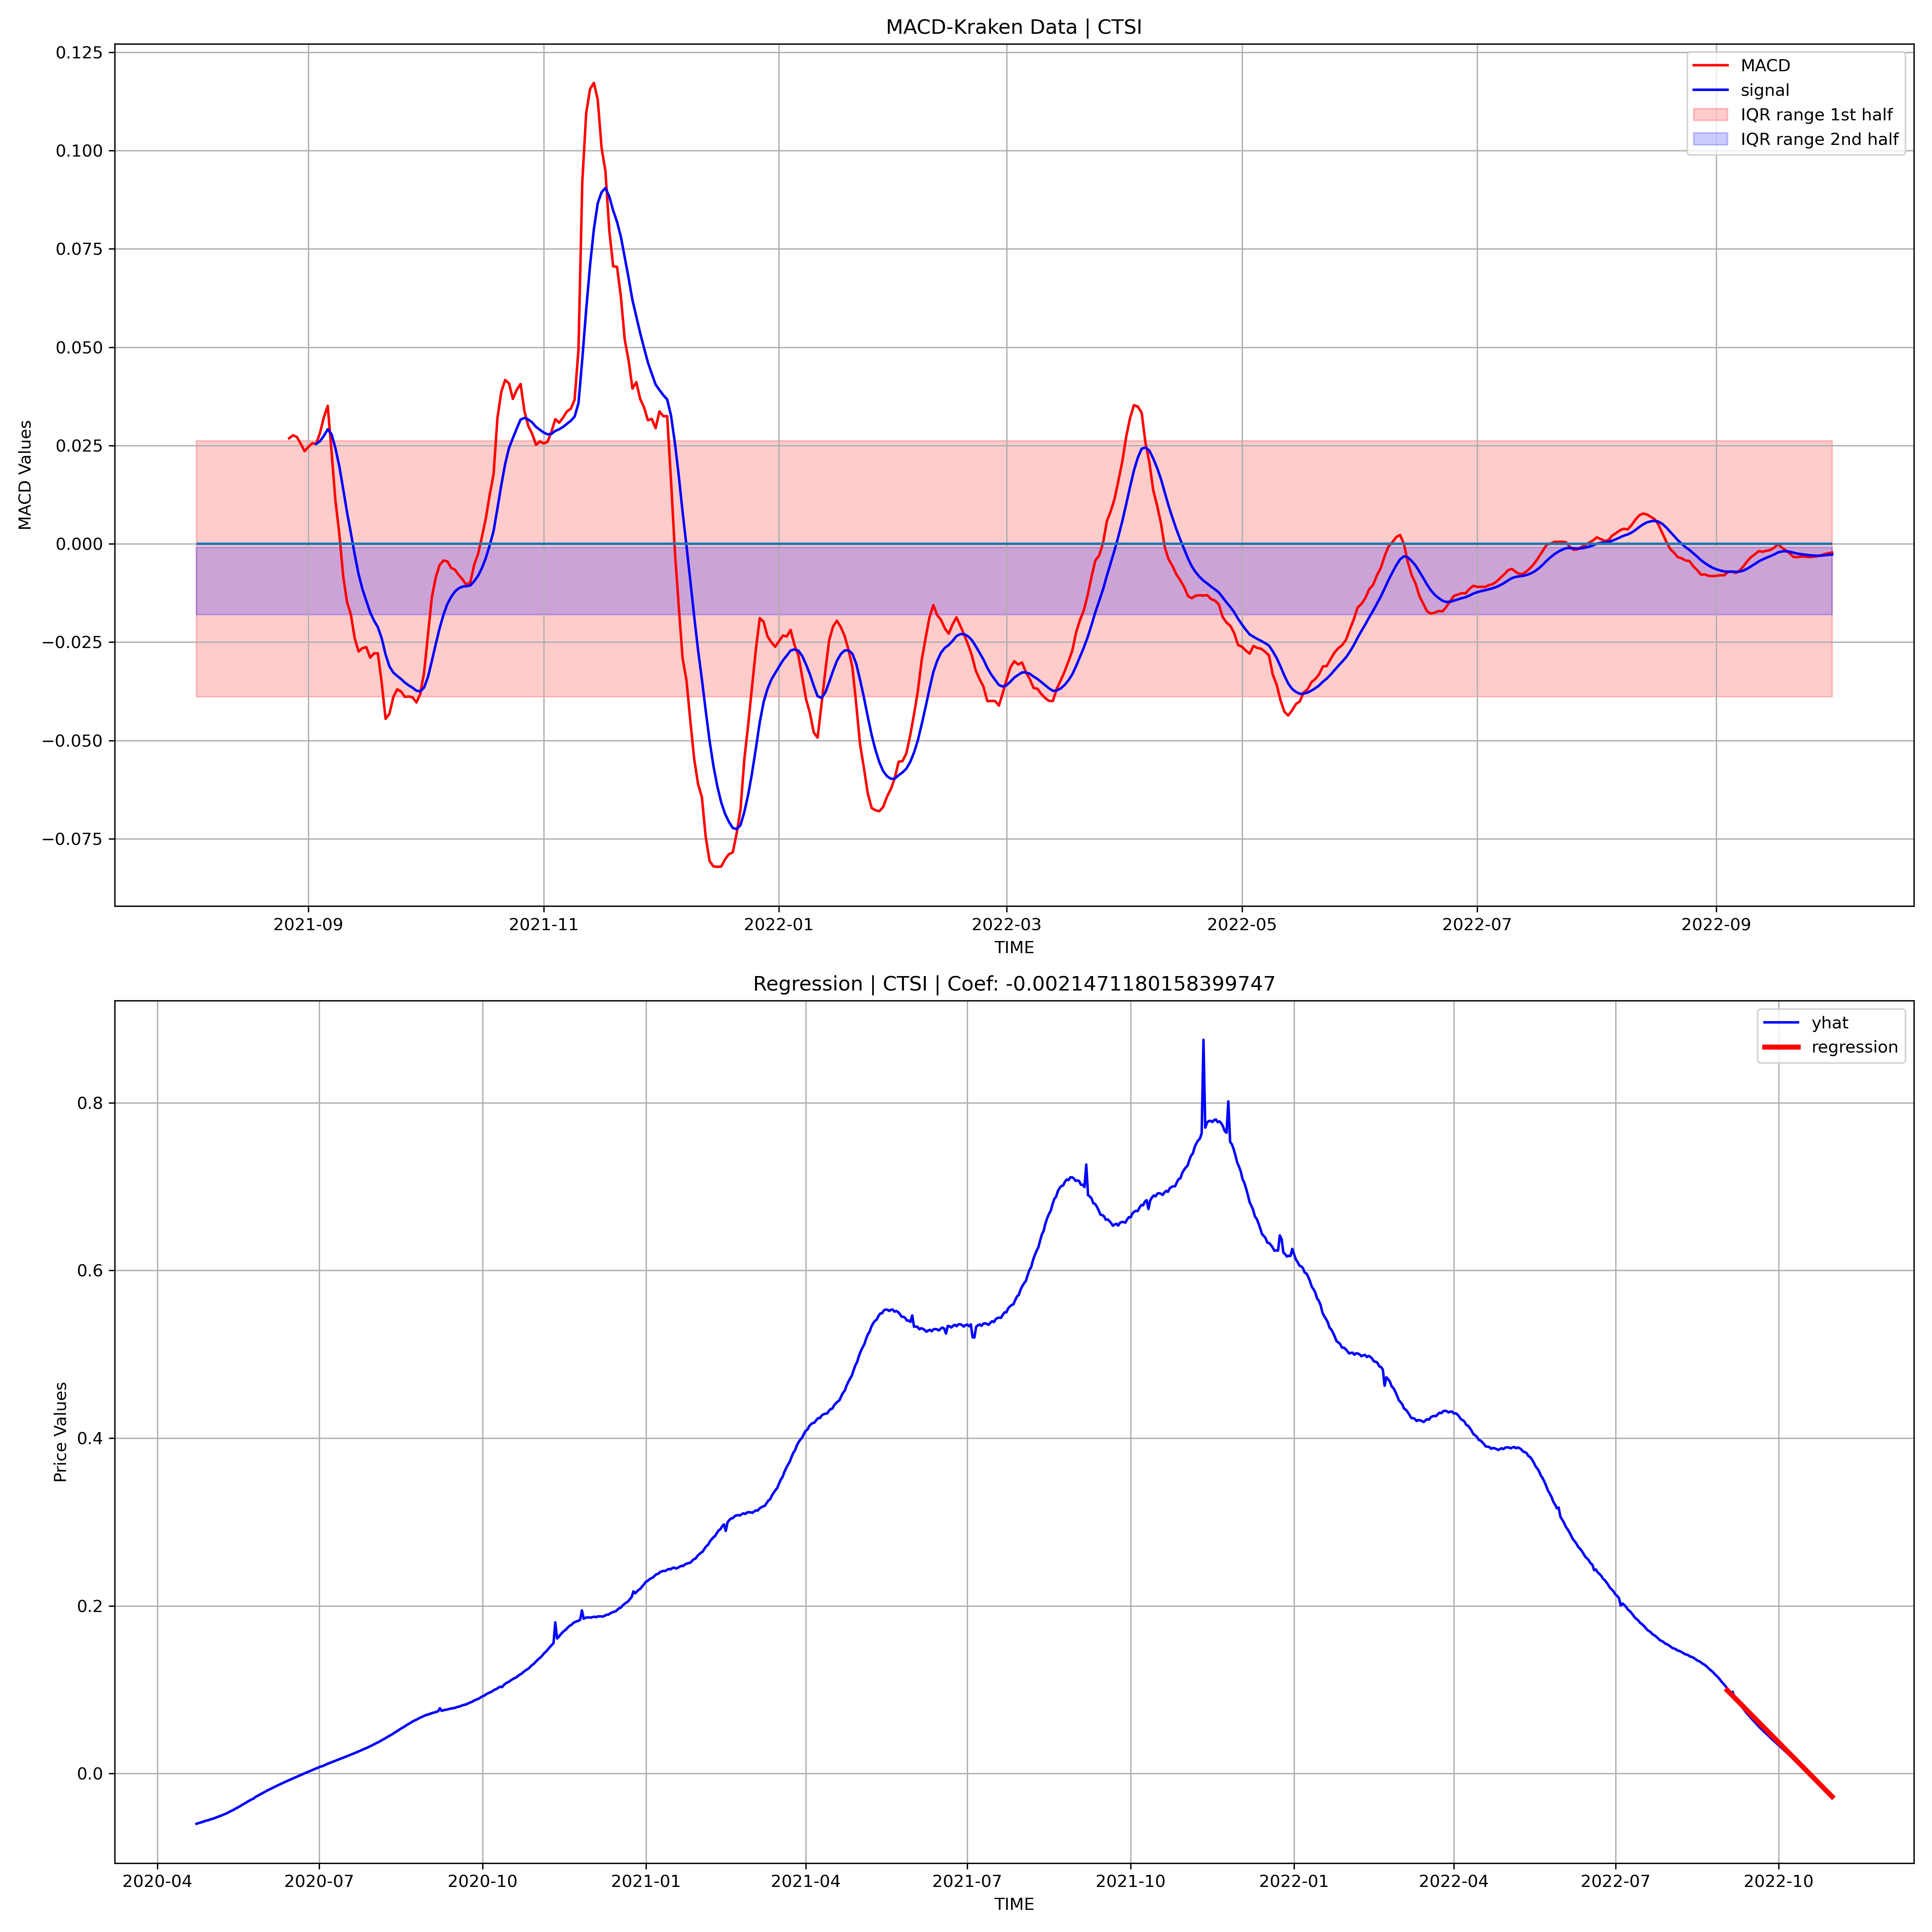 MACD-Kraken Data | CTSI
MACD
signal
IQR range 1st half
IQR range 2nd half
MACD Values
0.125
0.100
0.075
0.050
0.025
0.000
−0.025
−0.050
−0.075
2021-09 2021-11 2022-01 2022-03 2022-05 2022-07 2022-09
TIME
Regression | CTSI | Coef: -0.0021471180158399747
yhat
regression
Price Values
0.8
0.6
0.4
0.2
0.0
2020-04 2020-07 2020-10 2021-01 2021-04 2021-07 2021-10 2022-01 2022-04 2022-07 2022-10
TIME